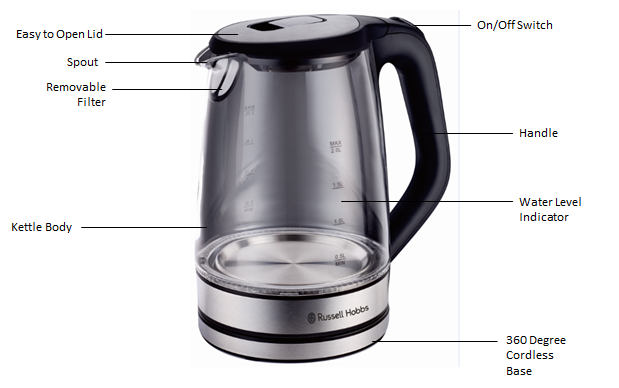 On/Off Switch
Easy to Open Lid
Spout
Removable
Filter
Handle
MAX
2.0L
1.5L
Water Level
Indicator
1.0L
Kettle Body
0.5L
MIN
Russell Hobbs
360 Degree
Cordless
Base